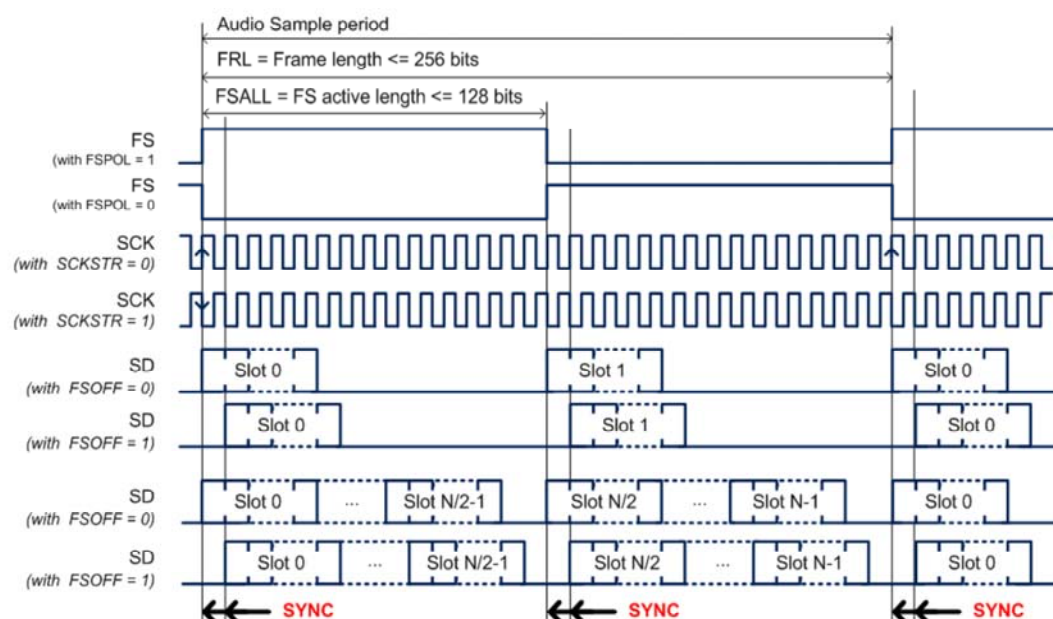 Audio Sample period
FRL = Frame length <= 256 bits
FSALL = FS active length <= 128 bits
FS
(with FSPOL = 1
FS
(with FSPOL = 0
SCK
(with SCKSTR = 0)
SCK
(with SCKSTR = 1)
SD
(with FSOFF = 0)
Slot 0
Slot 1
Slot 0
SD
(with FSOFF = 1)
Slot 0
Slot 1
Slot 0
SD
(with FSOFF = 0)
Slot 0
...
Slot N/2-1
Slot N/2
...
Slot N-1
Slot 0
SD
(with FSOFF = 1)
Slot 0
...
Slot N/2-1
Slot N/2
...
Slot N-1
Slot 0
SYNC
SYNC
SYNC